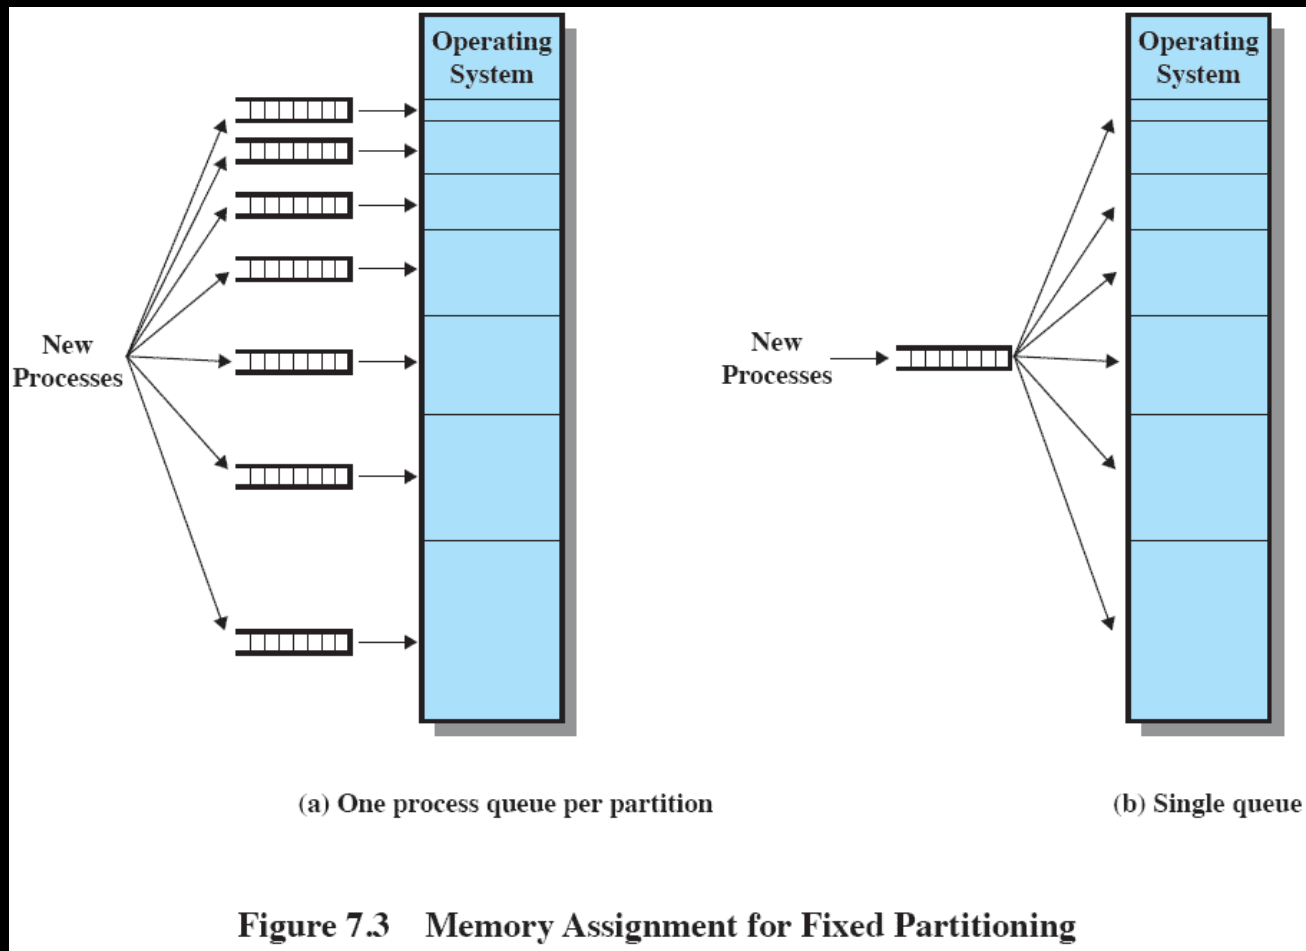 Operating
System
New
Processes
(a) One process queue per partition
Operating
System
New
Processes
(b) Single queue
Figure 7.3 Memory Assignment for Fixed Partitioning